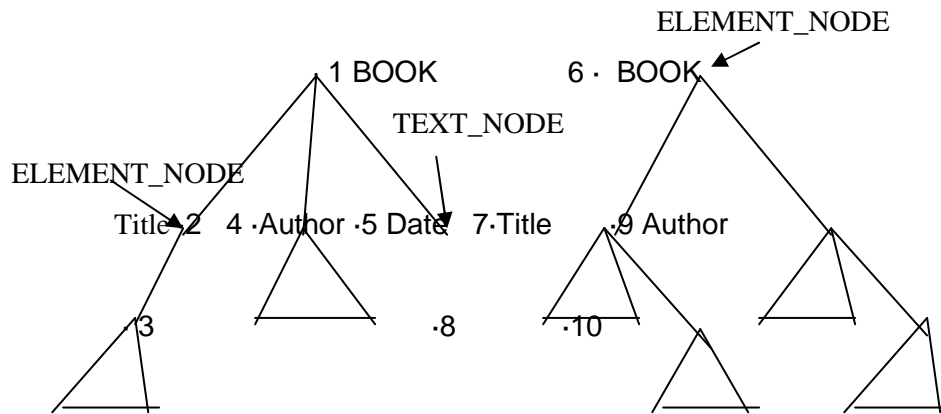 ELEMENT_NODE
1 BOOK 6 · BOOK
TEXT_NODE
ELEMENT_NODE
Title ·2 4 ·Author ·5 Date 7·Title ·9 Author
·3 ·8 ·10